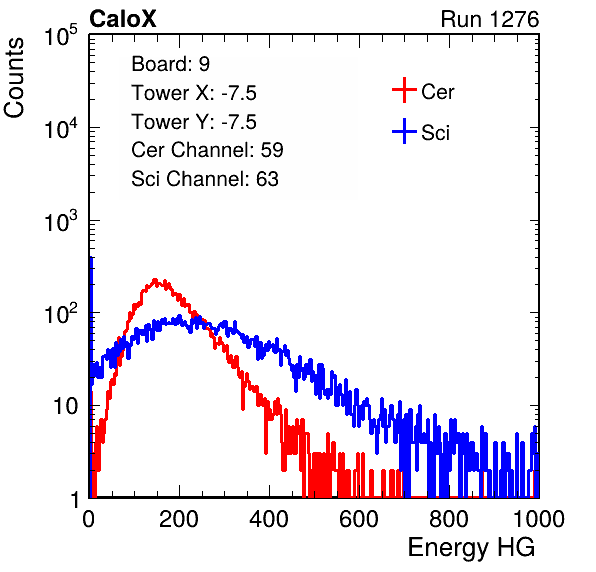 CaloX Run 1276
Counts
Board: 9
Tower X: -7.5
Tower Y: -7.5
Cer Channel: 59
Sci Channel: 63
Cer
Sci
10^5
10^4
10^3
10^2
10
1
0 200 400 600 800 1000
Energy HG